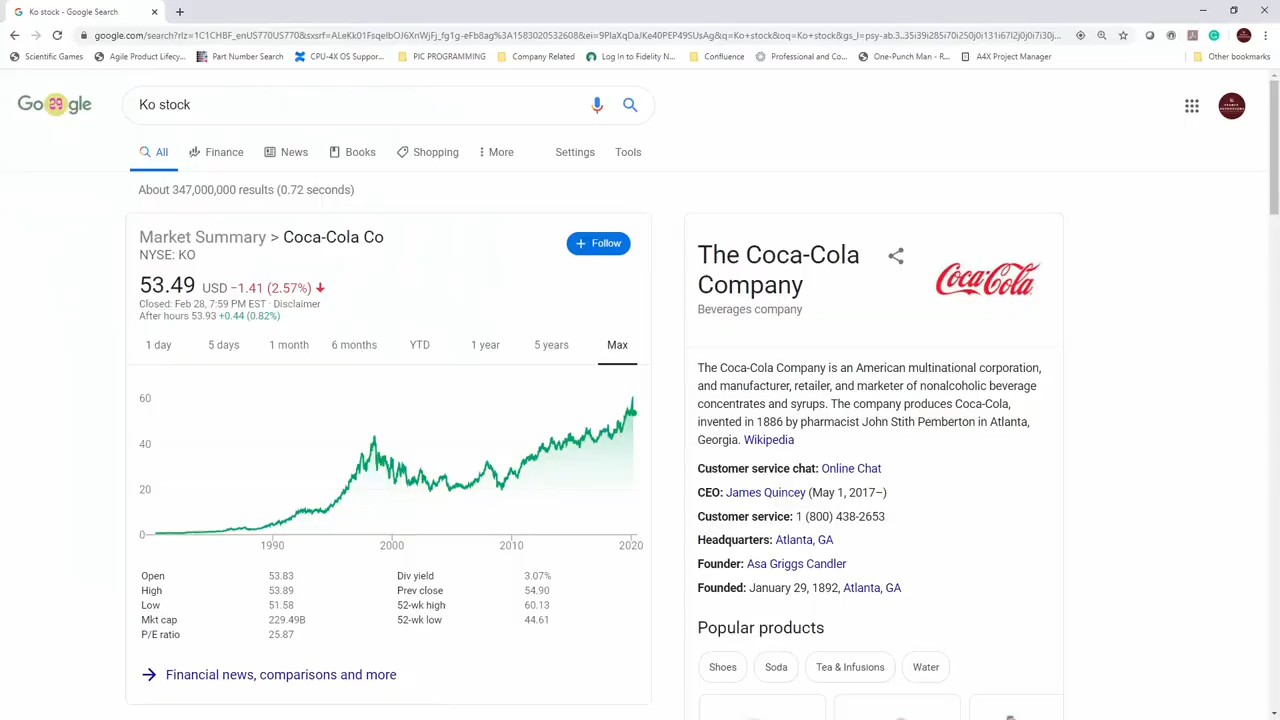 Ko stock - Google Search
google.com/search?rlz=1C1CHBF_enUS770US770&sxsrf=ALeKk01FsqeIbOJ6XnWjFj_fg1g-eFb8ag%3A1583020532608&ei=9PlaXqDaJKe40PEP49SUsAg&q=Ko+stock&oq=Ko+stock&gs_l=psy-ab.3..35i39i285i70i250j0i131i67l2j0j0i7i30j...
Scientific Games
Agile Product Lifecy...
Part Number Search
CPU-4X OS Suppor...
PIC PROGRAMMING
Company Related
Log In to Fidelity N...
Confluence
Professional and Co...
One-Punch Man - R...
A4X Project Manager
Other bookmarks
Google
Ko stock
All Finance News Books Shopping More Settings Tools
About 347,000,000 results (0.72 seconds)
Market Summary > Coca-Cola Co
NYSE: KO
Follow
53.49 USD −1.41 (2.57%)
Closed: Feb 28, 7:59 PM EST · Disclaimer
After hours 53.93 +0.44 (0.82%)
1 day 5 days 1 month 6 months YTD 1 year 5 years Max
60
40
20
0
1990 2000 2010 2020
Open 53.83 Div yield 3.07%
High 53.89 Prev close 54.90
Low 51.58 52-wk high 60.13
Mkt cap 229.49B 52-wk low 44.61
P/E ratio 25.87
Financial news, comparisons and more
The Coca-Cola
Company
Beverages company
Coca-Cola
The Coca-Cola Company is an American multinational corporation,
and manufacturer, retailer, and marketer of nonalcoholic beverage
concentrates and syrups. The company produces Coca-Cola,
invented in 1886 by pharmacist John Stith Pemberton in Atlanta,
Georgia. Wikipedia
Customer service chat: Online Chat
CEO: James Quincey (May 1, 2017–)
Customer service: 1 (800) 438-2653
Headquarters: Atlanta, GA
Founder: Asa Griggs Candler
Founded: January 29, 1892, Atlanta, GA
Popular products
Shoes Soda Tea & Infusions Water